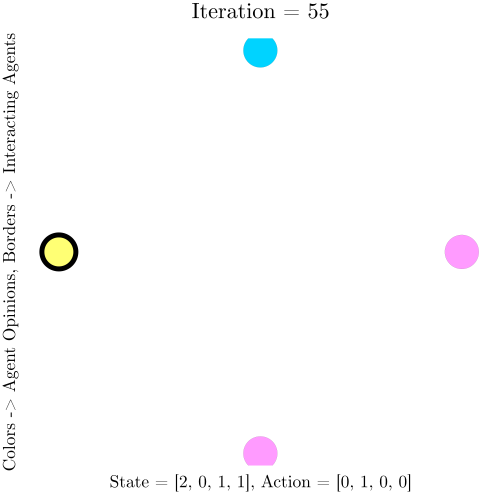 Iteration = 55
Colors -> Agent Opinions, Borders -> Interacting Agents
State = [2, 0, 1, 1], Action = [0, 1, 0, 0]